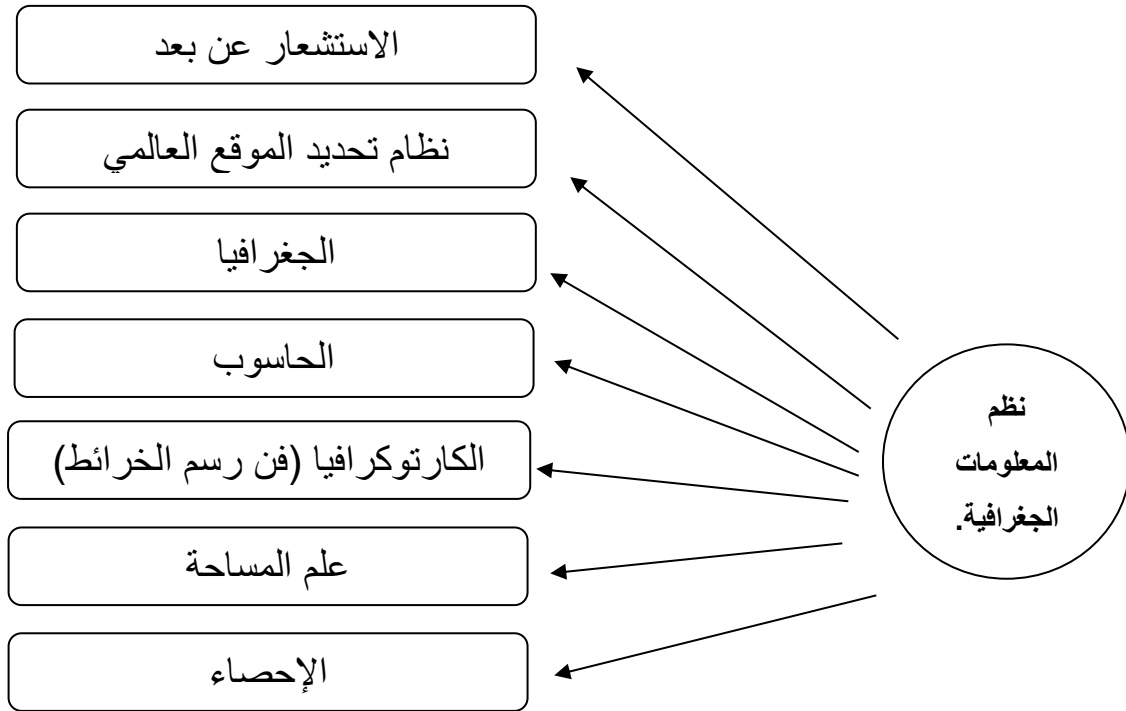 الاستشعار عن بعد
نظام تحديد الموقع العالمي
الجغرافيا
الحاسوب
الكارتوكرافيا (فن رسم الخرائط)
علم المساحة
الإحصاء
نظم
المعلومات
الجغرافية.